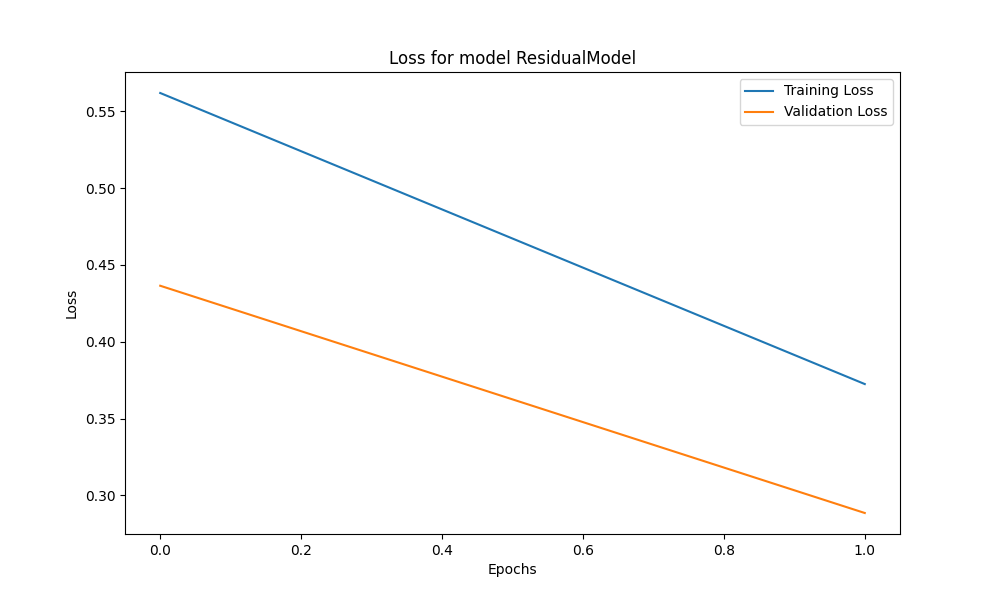 Loss for model ResidualModel
Training Loss
Validation Loss
0.55
0.50
0.45
0.40
0.35
0.30
Loss
0.0 0.2 0.4 0.6 0.8 1.0
Epochs